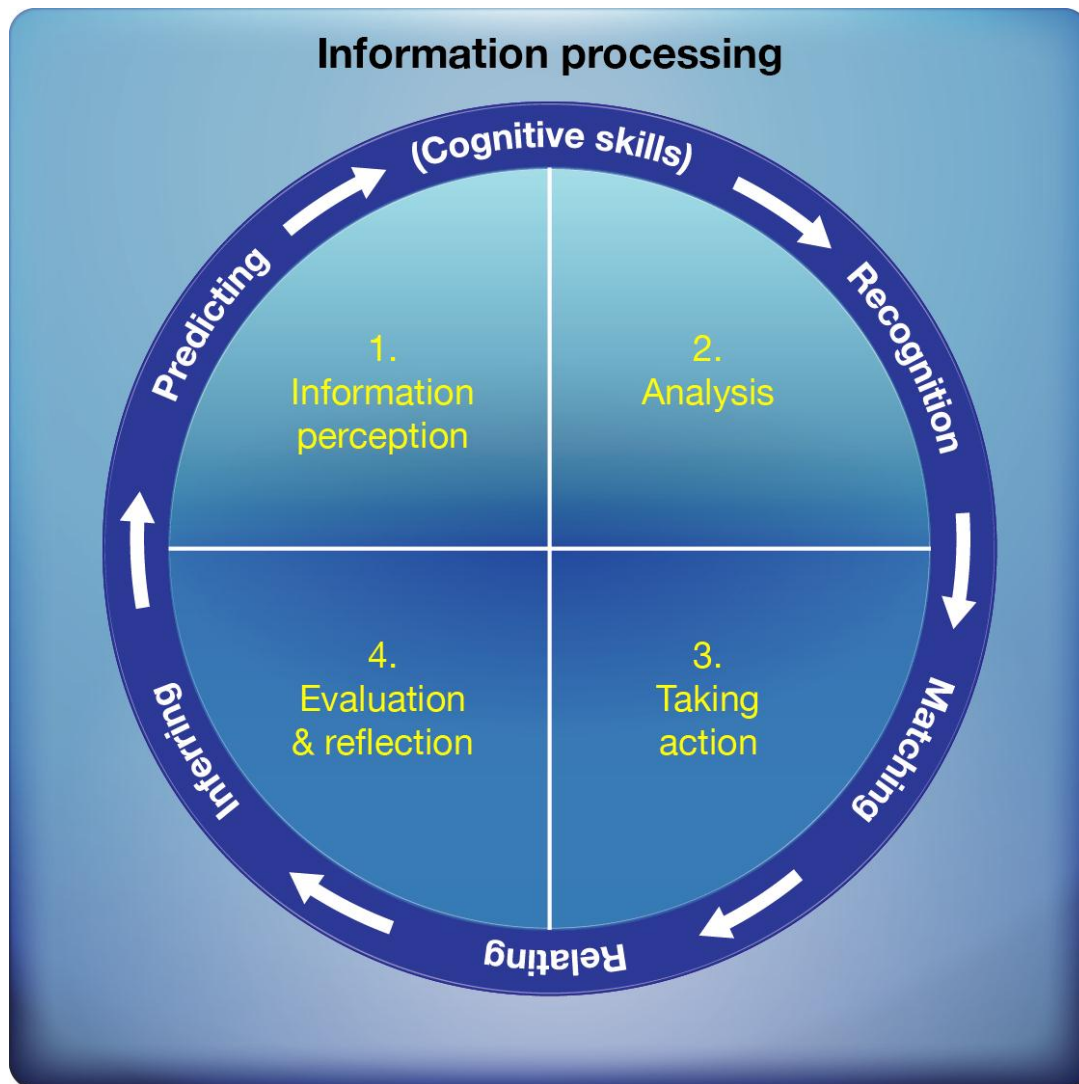 Information processing
(Cognitive skills)
Recognition
Matching
Relating
Inferring
Predicting
1.
Information
perception
2.
Analysis
3.
Taking
action
4.
Evaluation
& reflection